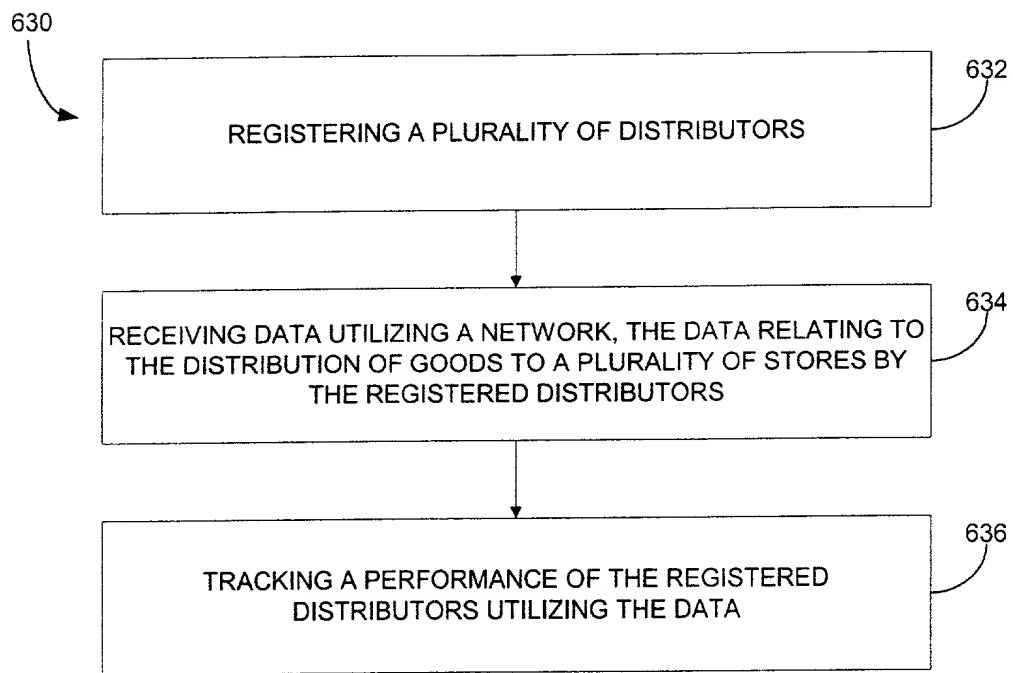 630
632
REGISTERING A PLURALITY OF DISTRIBUTORS
634
RECEIVING DATA UTILIZING A NETWORK, THE DATA RELATING TO
THE DISTRIBUTION OF GOODS TO A PLURALITY OF STORES BY
THE REGISTERED DISTRIBUTORS
636
TRACKING A PERFORMANCE OF THE REGISTERED
DISTRIBUTORS UTILIZING THE DATA